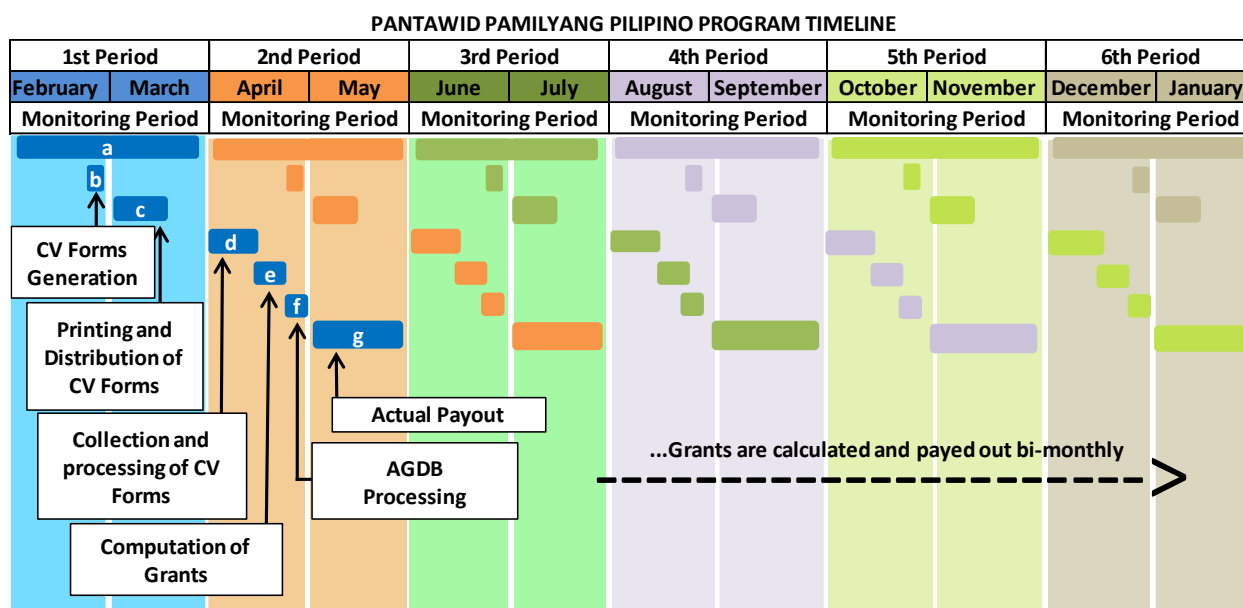 PANTAWID PAMILYANG PILIPINO PROGRAM TIMELINE
1st Period 2nd Period 3rd Period 4th Period 5th Period 6th Period
February March April May June July August September October November December January
Monitoring Period Monitoring Period Monitoring Period Monitoring Period Monitoring Period Monitoring Period
a
b
c
d
e
f
g
CV Forms
Generation
Printing and
Distribution of
CV Forms
Actual Payout
Collection and
processing of CV
Forms
AGDB
Processing
Computation of
Grants
...Grants are calculated and payed out bi-monthly